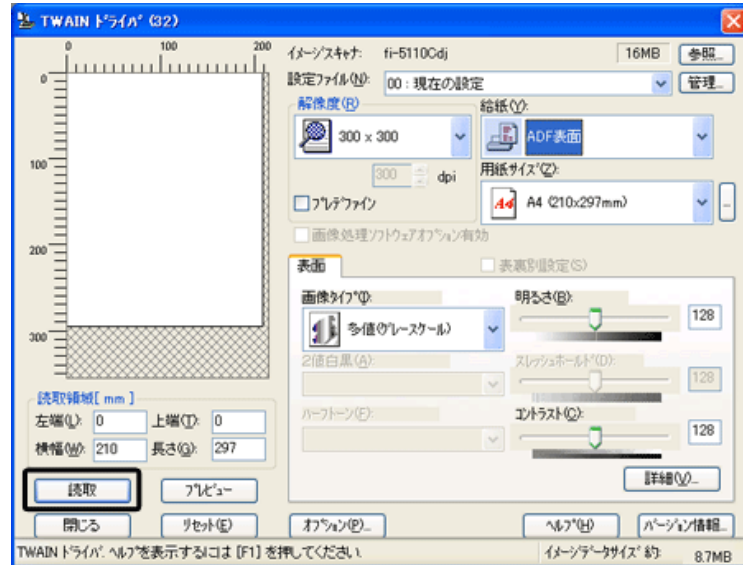 TWAIN ﾄﾞﾗｲﾊﾞ (32)
0 100 200
0
100
200
300
ｲﾒｰｼﾞｽｷｬﾅ: fi-5110Cdj 16MB 参照...
設定ﾌｧｲﾙ(N): 00 : 現在の設定 管理...
解像度(R)
300 x 300
300 dpi
ﾌﾟﾚﾃﾞﾌｧｲﾝ
給紙(Y):
ADF表面
用紙ｻｲｽﾞ(Z):
A4 (210x297mm) ...
画像処理ｿﾌﾄｳｪｱｵﾌﾟｼｮﾝ有効
表面
表裏別設定(S)
画像ﾀｲﾌﾟ(I):
多値(ｸﾞﾚｰｽｹｰﾙ)
2値白黒(A):
ﾊｰﾌﾄｰﾝ(F):
明るさ(B):
128
ｽﾚｯｼｭﾎｰﾙﾄﾞ(D):
128
ｺﾝﾄﾗｽﾄ(C):
128
詳細(V)...
読取領域[ mm ]
左端(L): 0 上端(T): 0
横幅(W): 210 長さ(G): 297
読取 ﾌﾟﾚﾋﾞｭｰ
閉じる ﾘｾｯﾄ(E) ｵﾌﾟｼｮﾝ(P)... ﾍﾙﾌﾟ(H) ﾊﾞｰｼﾞｮﾝ情報...
TWAIN ﾄﾞﾗｲﾊﾞ. ﾍﾙﾌﾟを表示するには [F1] を押してください. ｲﾒｰｼﾞﾃﾞｰﾀｻｲｽﾞ 約: 8.7MB